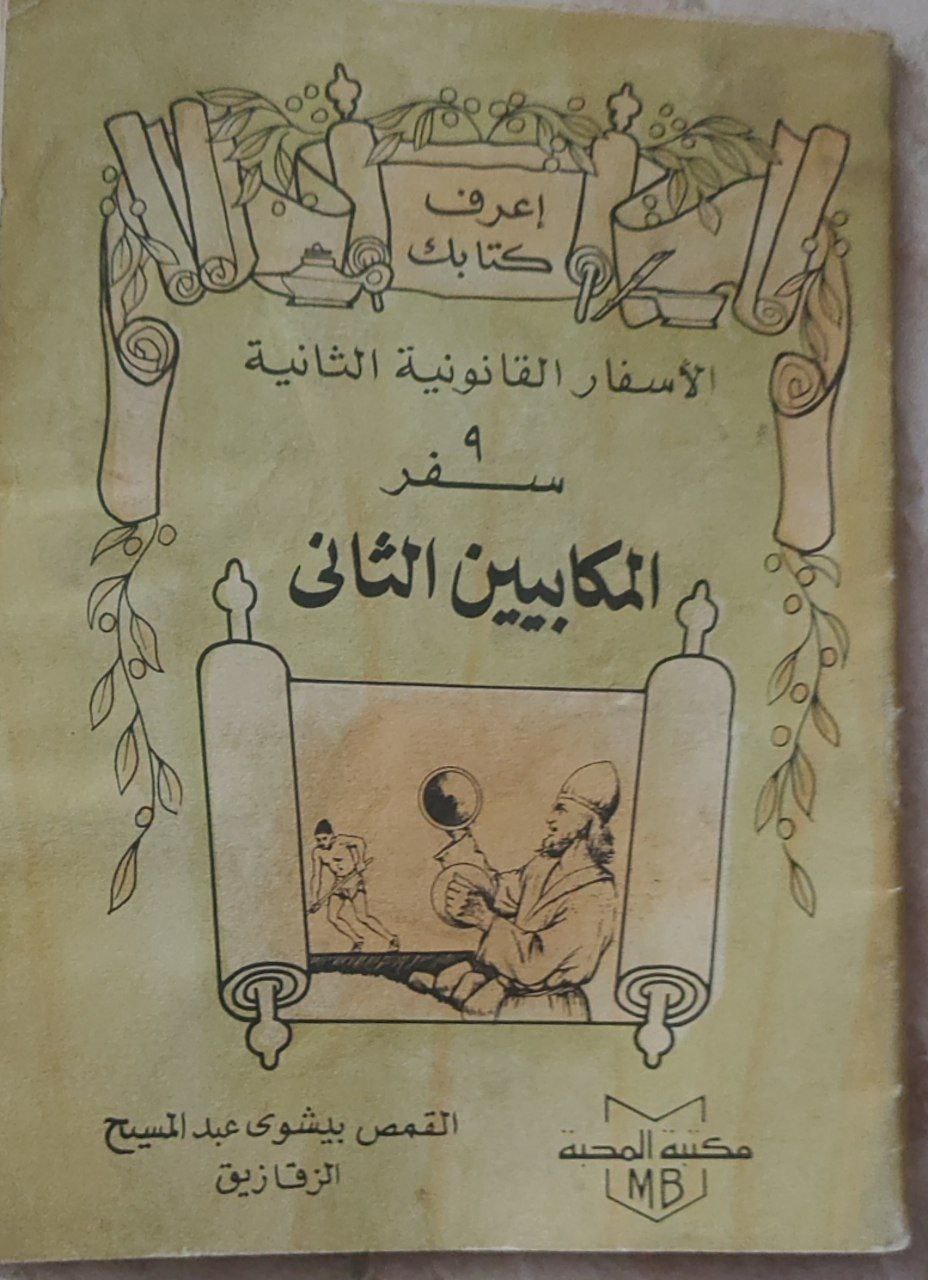 إعرف
كتابك
الأسفار القانونية الثانية
٩
سفر
المكابيين الثانى
القمص بيشوى عبد المسيح
الزقازيق
مكتبة المحبة
MB